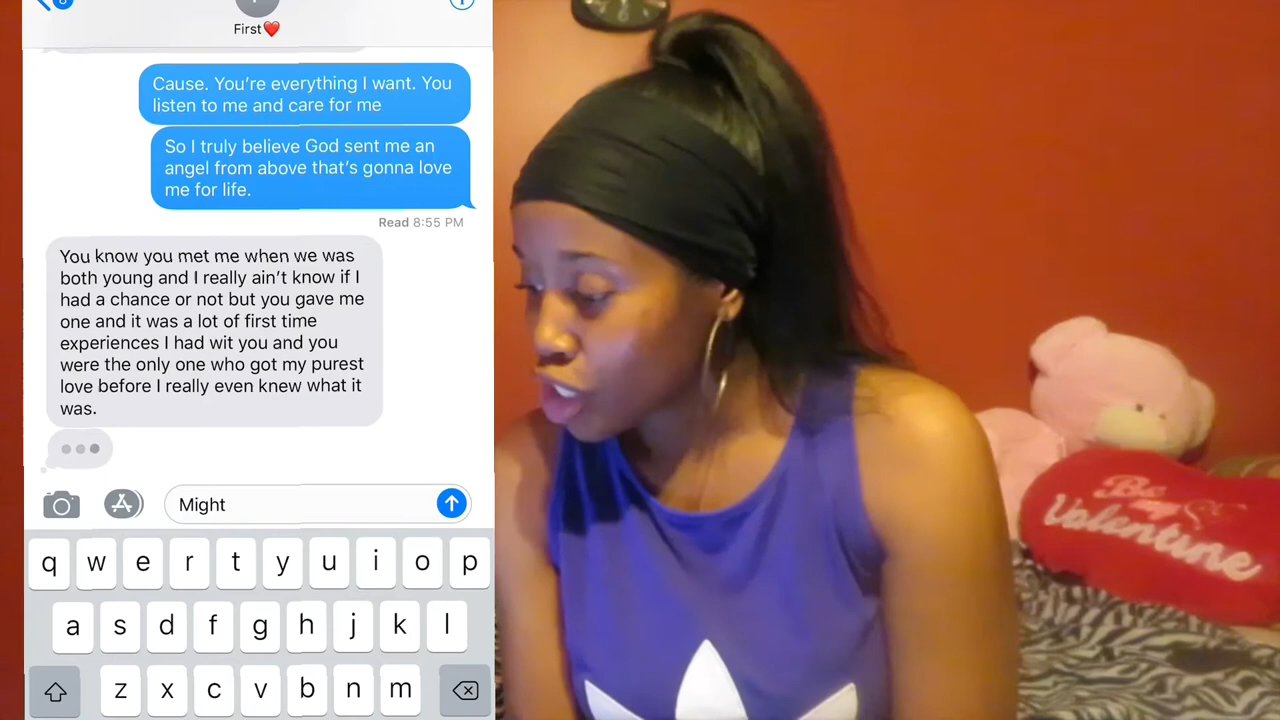 6
First❤️
Cause. You're everything I want. You
listen to me and care for me
So I truly believe God sent me an
angel from above that's gonna love
me for life.
Read 8:55 PM
You know you met me when we was
both young and I really ain't know if I
had a chance or not but you gave me
one and it was a lot of first time
experiences I had wit you and you
were the only one who got my purest
love before I really even knew what it
was.
Might
q w e r t y u i o p
a s d f g h j k l
z x c v b n m
Be
my
Valentine